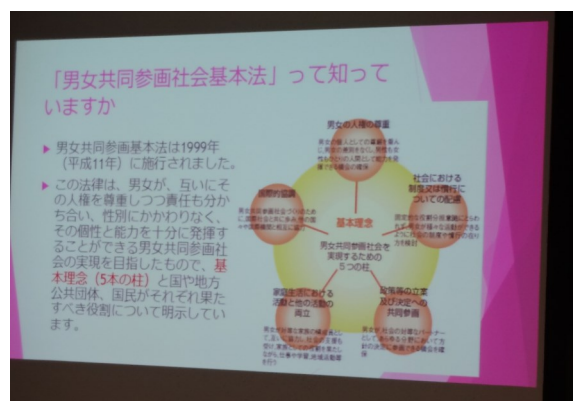 「男女共同参画社会基本法」って知って
いますか
男女共同参画基本法は1999年
(平成11年)に施行されました。
この法律は、男女が、互いにそ
の人権を尊重しつつ責任も分か
ち合い、性別にかかわりなく、
その個性と能力を十分に発揮す
ることができる男女共同参画社
会の実現を目指したもので、基
本理念(5本の柱)と国や地方
公共団体、国民がそれぞれ果た
すべき役割について明示してい
ます。
男女の人権の尊重
社会における
制度又は慣行に
ついての配慮
国際的協調
基本理念
男女共同参画社会を
実現するための
5つの柱
家庭生活における
活動と他の活動の
両立
政策等の立案
及び決定への
共同参画